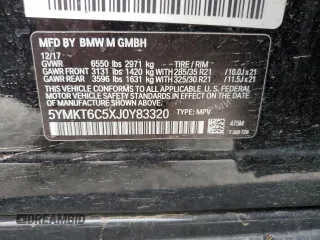 MFD BY BMW M GMBH
12/17
GVWR 6550 lbs 2971 kg TIRE / RIM
GAWR FRONT 3131 lbs 1420 kg 285/35 R21 / 10.0J x 21
GAWR REAR 3596 lbs 1631 kg 325/30 R21 / 11.5J x 21
THIS VEHICLE CONFORMS TO ALL APPLICABLE FEDERAL
MOTOR VEHICLE SAFETY STANDARDS IN EFFECT
ON THE DATE OF MANUFACTURE SHOWN ABOVE.
5YMKT6C5XJ0Y83320 TYPE: MPV
475M
DREAMBID